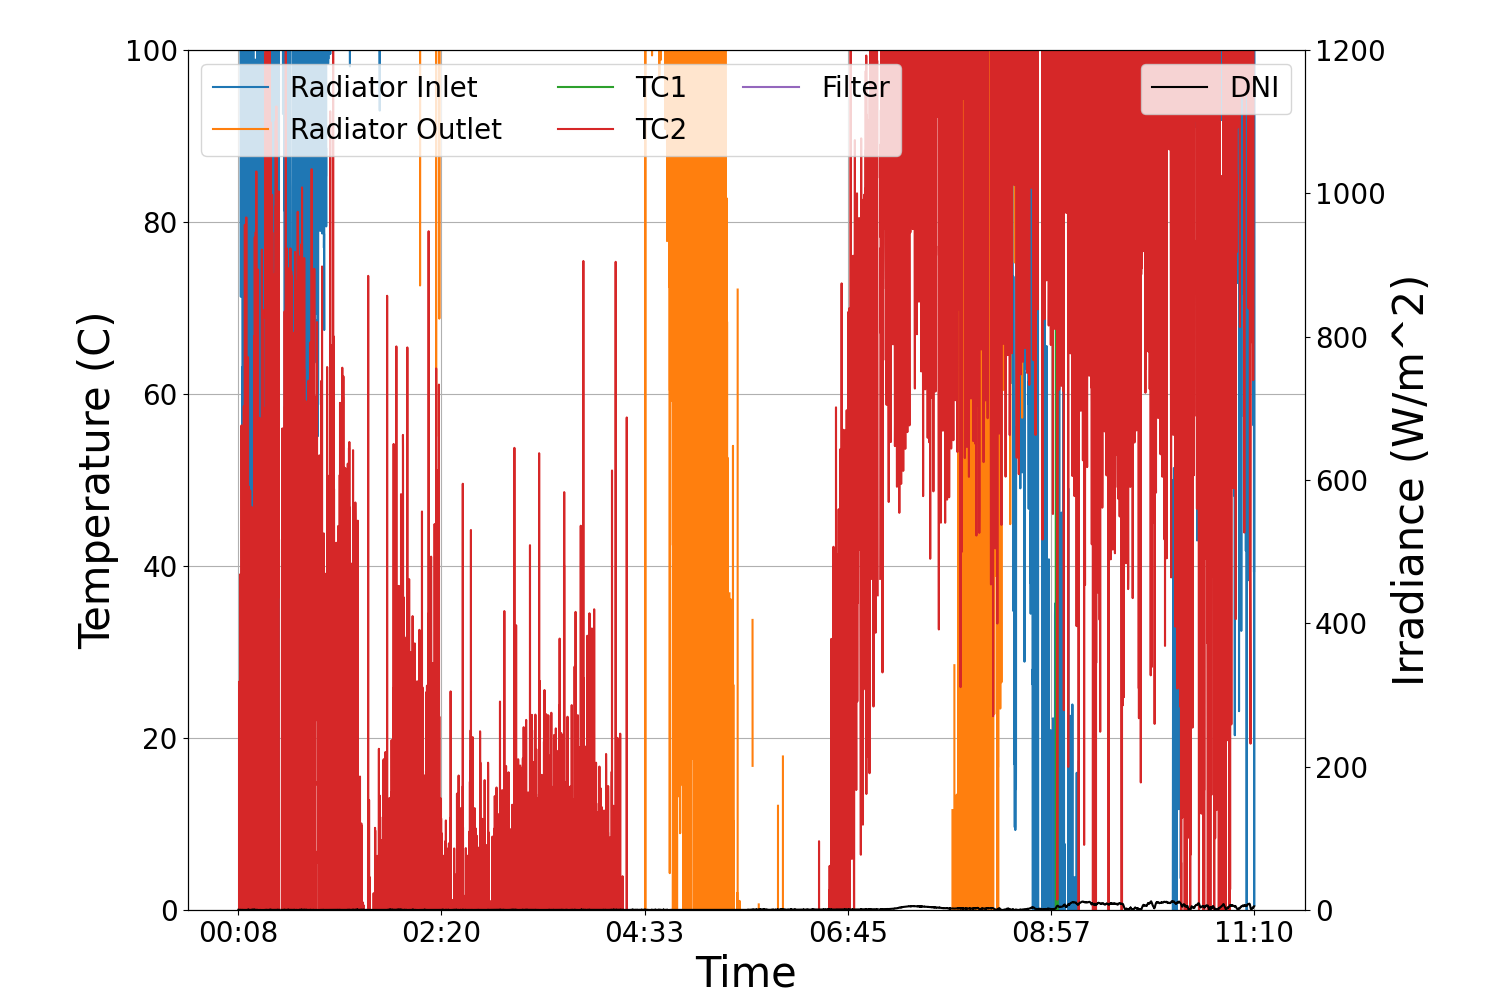 100
80
60
40
20
0
Temperature (C)
Radiator Inlet
Radiator Outlet
TC1
TC2
Filter
DNI
1200
1000
800
600
400
200
0
Irradiance (W/m^2)
00:08
02:20
04:33
06:45
08:57
11:10
Time